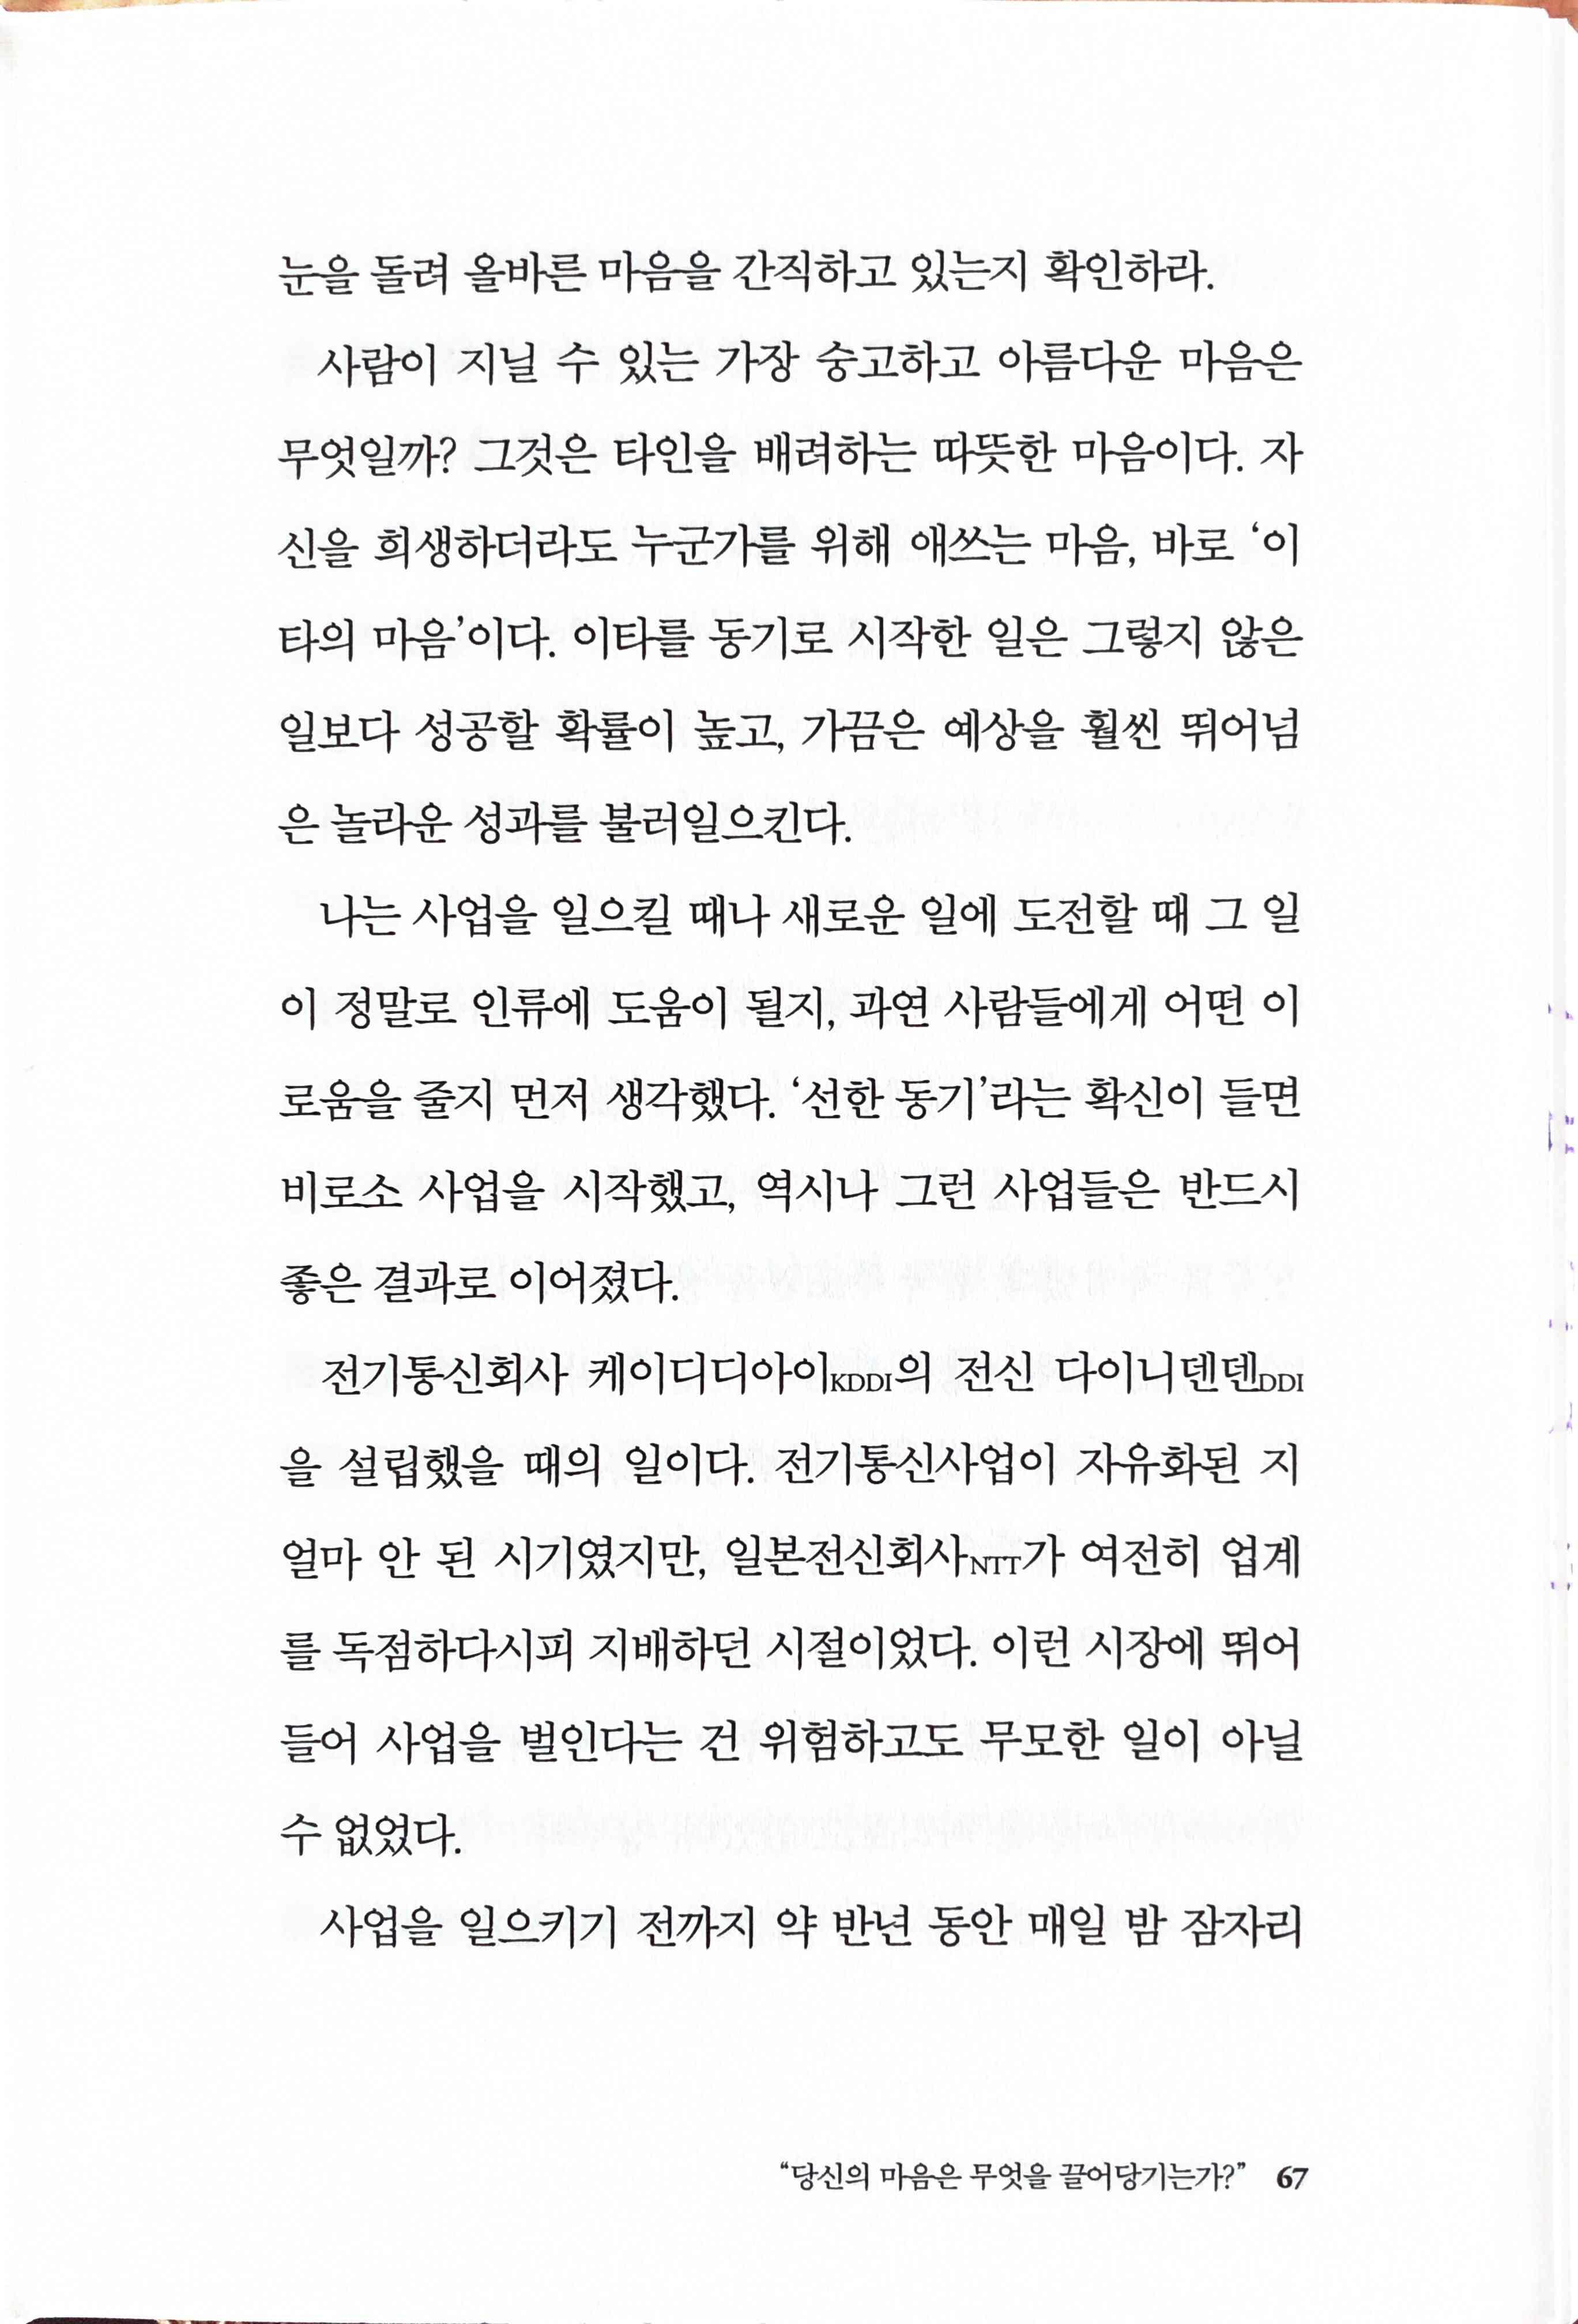 눈을 돌려 올바른 마음을 간직하고 있는지 확인하라.
사람이 지닐 수 있는 가장 숭고하고 아름다운 마음은
무엇일까? 그것은 타인을 배려하는 따뜻한 마음이다. 자
신을 희생하더라도 누군가를 위해 애쓰는 마음, 바로 ‘이
타의 마음’이다. 이타를 동기로 시작한 일은 그렇지 않은
일보다 성공할 확률이 높고, 가끔은 예상을 훨씬 뛰어넘
은 놀라운 성과를 불러일으킨다.
나는 사업을 일으킬 때나 새로운 일에 도전할 때 그 일
이 정말로 인류에 도움이 될지, 과연 사람들에게 어떤 이
로움을 줄지 먼저 생각했다. ‘선한 동기’라는 확신이 들면
비로소 사업을 시작했고, 역시나 그런 사업들은 반드시
좋은 결과로 이어졌다.
전기통신회사 케이디디아이KDDI의 전신 다이니덴덴DDI
을 설립했을 때의 일이다. 전기통신사업이 자유화된 지
얼마 안 된 시기였지만, 일본전신회사NTT가 여전히 업계
를 독점하다시피 지배하던 시절이었다. 이런 시장에 뛰어
들어 사업을 벌인다는 건 위험하고도 무모한 일이 아닐
수 없었다.
사업을 일으키기 전까지 약 반년 동안 매일 밤 잠자리
“당신의 마음은 무엇을 끌어당기는가?” 67